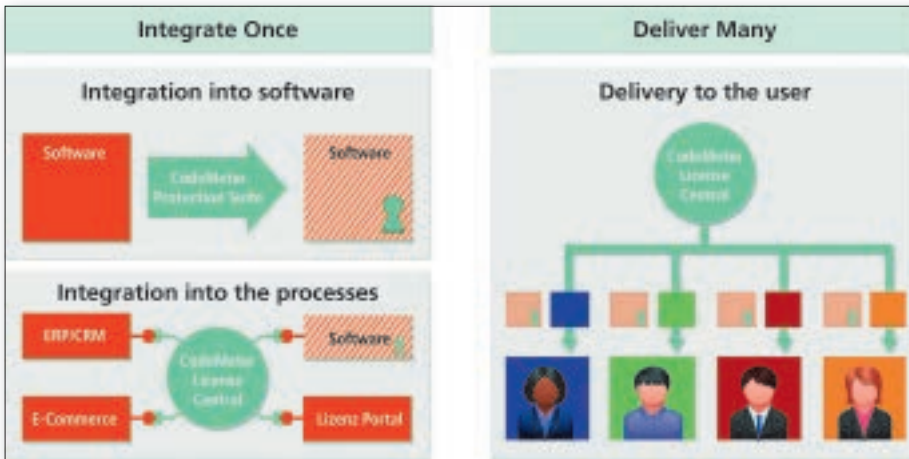 Integrate Once
Integration into software
Software
CodeMeter
Protection Suite
Software
Integration into the processes
ERP/CRM
CodeMeter
License
Central
Software
E-Commerce
Lizenz Portal
Deliver Many
Delivery to the user
CodeMeter
License
Central